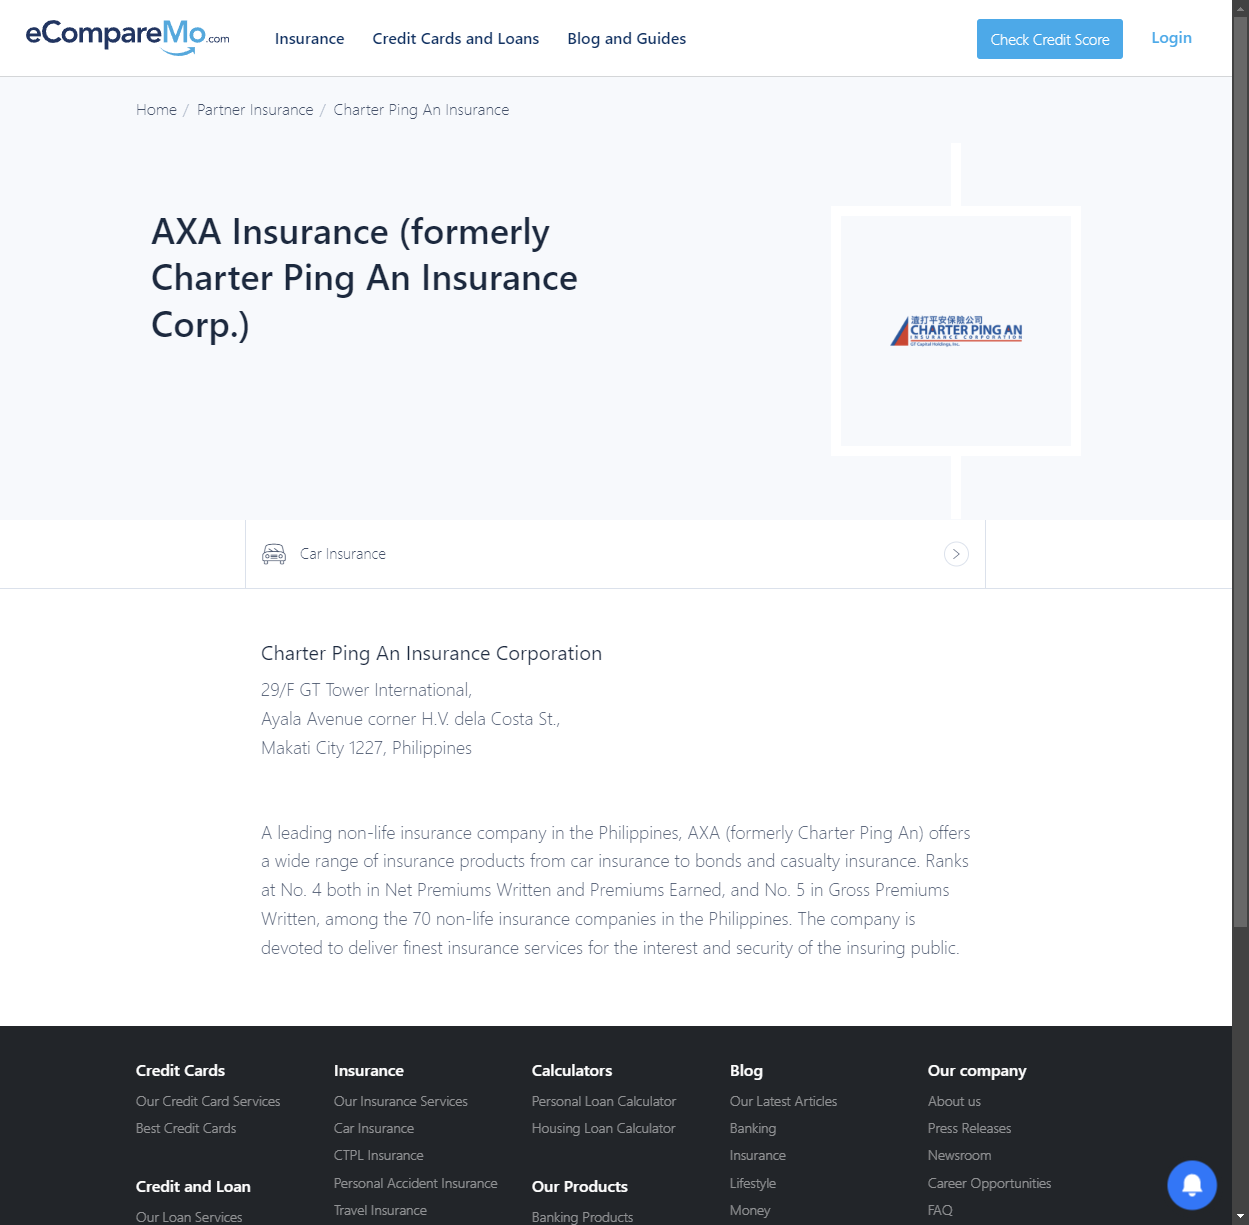 eCompareMo.com
Insurance
Credit Cards and Loans
Blog and Guides
Check Credit Score
Login
Home / Partner Insurance / Charter Ping An Insurance
AXA Insurance (formerly
Charter Ping An Insurance
Corp.)
渣打平安保險公司
CHARTER PING AN
INSURANCE CORPORATION
GT Capital Holdings, Inc.
Car Insurance
Charter Ping An Insurance Corporation
29/F GT Tower International,
Ayala Avenue corner H.V. dela Costa St.,
Makati City 1227, Philippines
A leading non-life insurance company in the Philippines, AXA (formerly Charter Ping An) offers
a wide range of insurance products from car insurance to bonds and casualty insurance. Ranks
at No. 4 both in Net Premiums Written and Premiums Earned, and No. 5 in Gross Premiums
Written, among the 70 non-life insurance companies in the Philippines. The company is
devoted to deliver finest insurance services for the interest and security of the insuring public.
Credit Cards
Our Credit Card Services
Best Credit Cards
Credit and Loan
Our Loan Services
Insurance
Our Insurance Services
Car Insurance
CTPL Insurance
Personal Accident Insurance
Travel Insurance
Calculators
Personal Loan Calculator
Housing Loan Calculator
Our Products
Banking Products
Blog
Our Latest Articles
Banking
Insurance
Lifestyle
Money
Our company
About us
Press Releases
Newsroom
Career Opportunities
FAQ